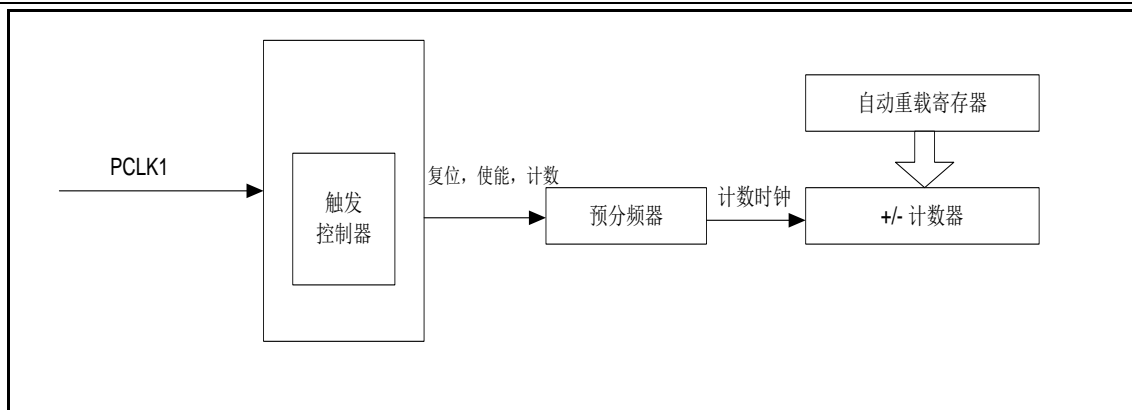 PCLK1
触发
控制器
复位，使能，计数
预分频器
计数时钟
自动重载寄存器
+/- 计数器